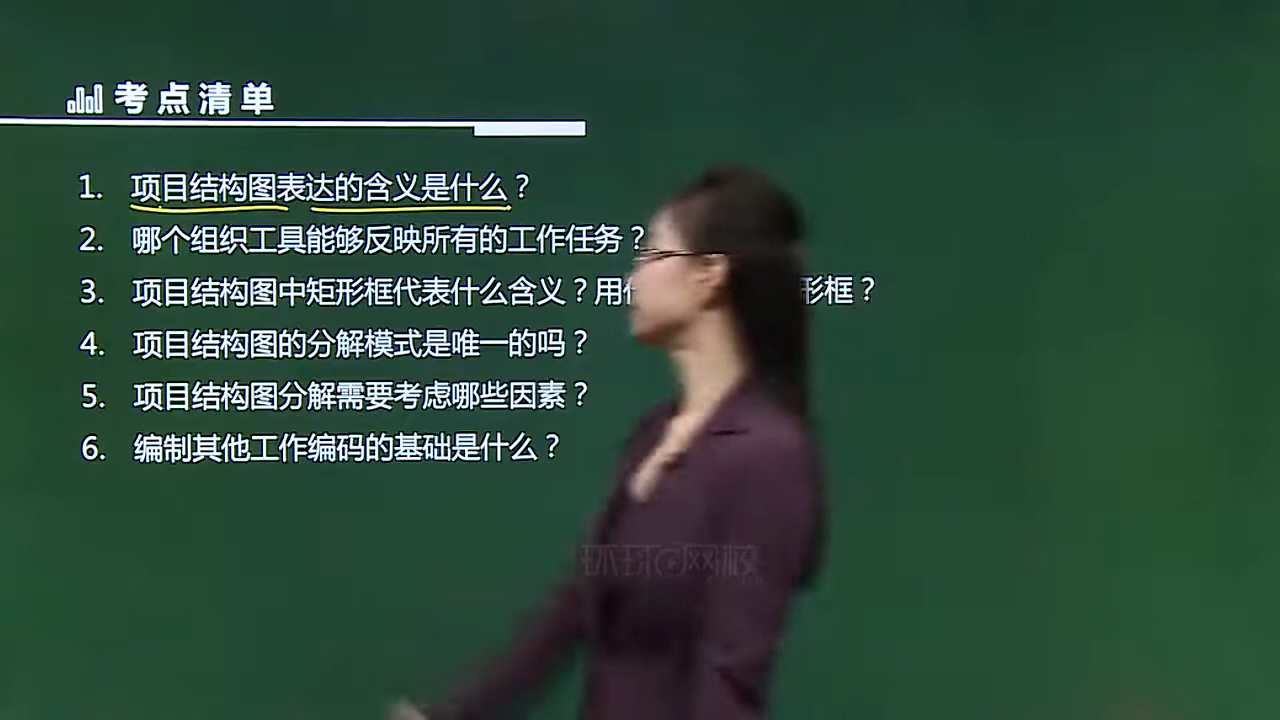 考点清单
1. 项目结构图表达的含义是什么？
2. 哪个组织工具能够反映所有的工作任务？
3. 项目结构图中矩形框代表什么含义？用 形框？
4. 项目结构图的分解模式是唯一的吗？
5. 项目结构图分解需要考虑哪些因素？
6. 编制其他工作编码的基础是什么？
环球网校